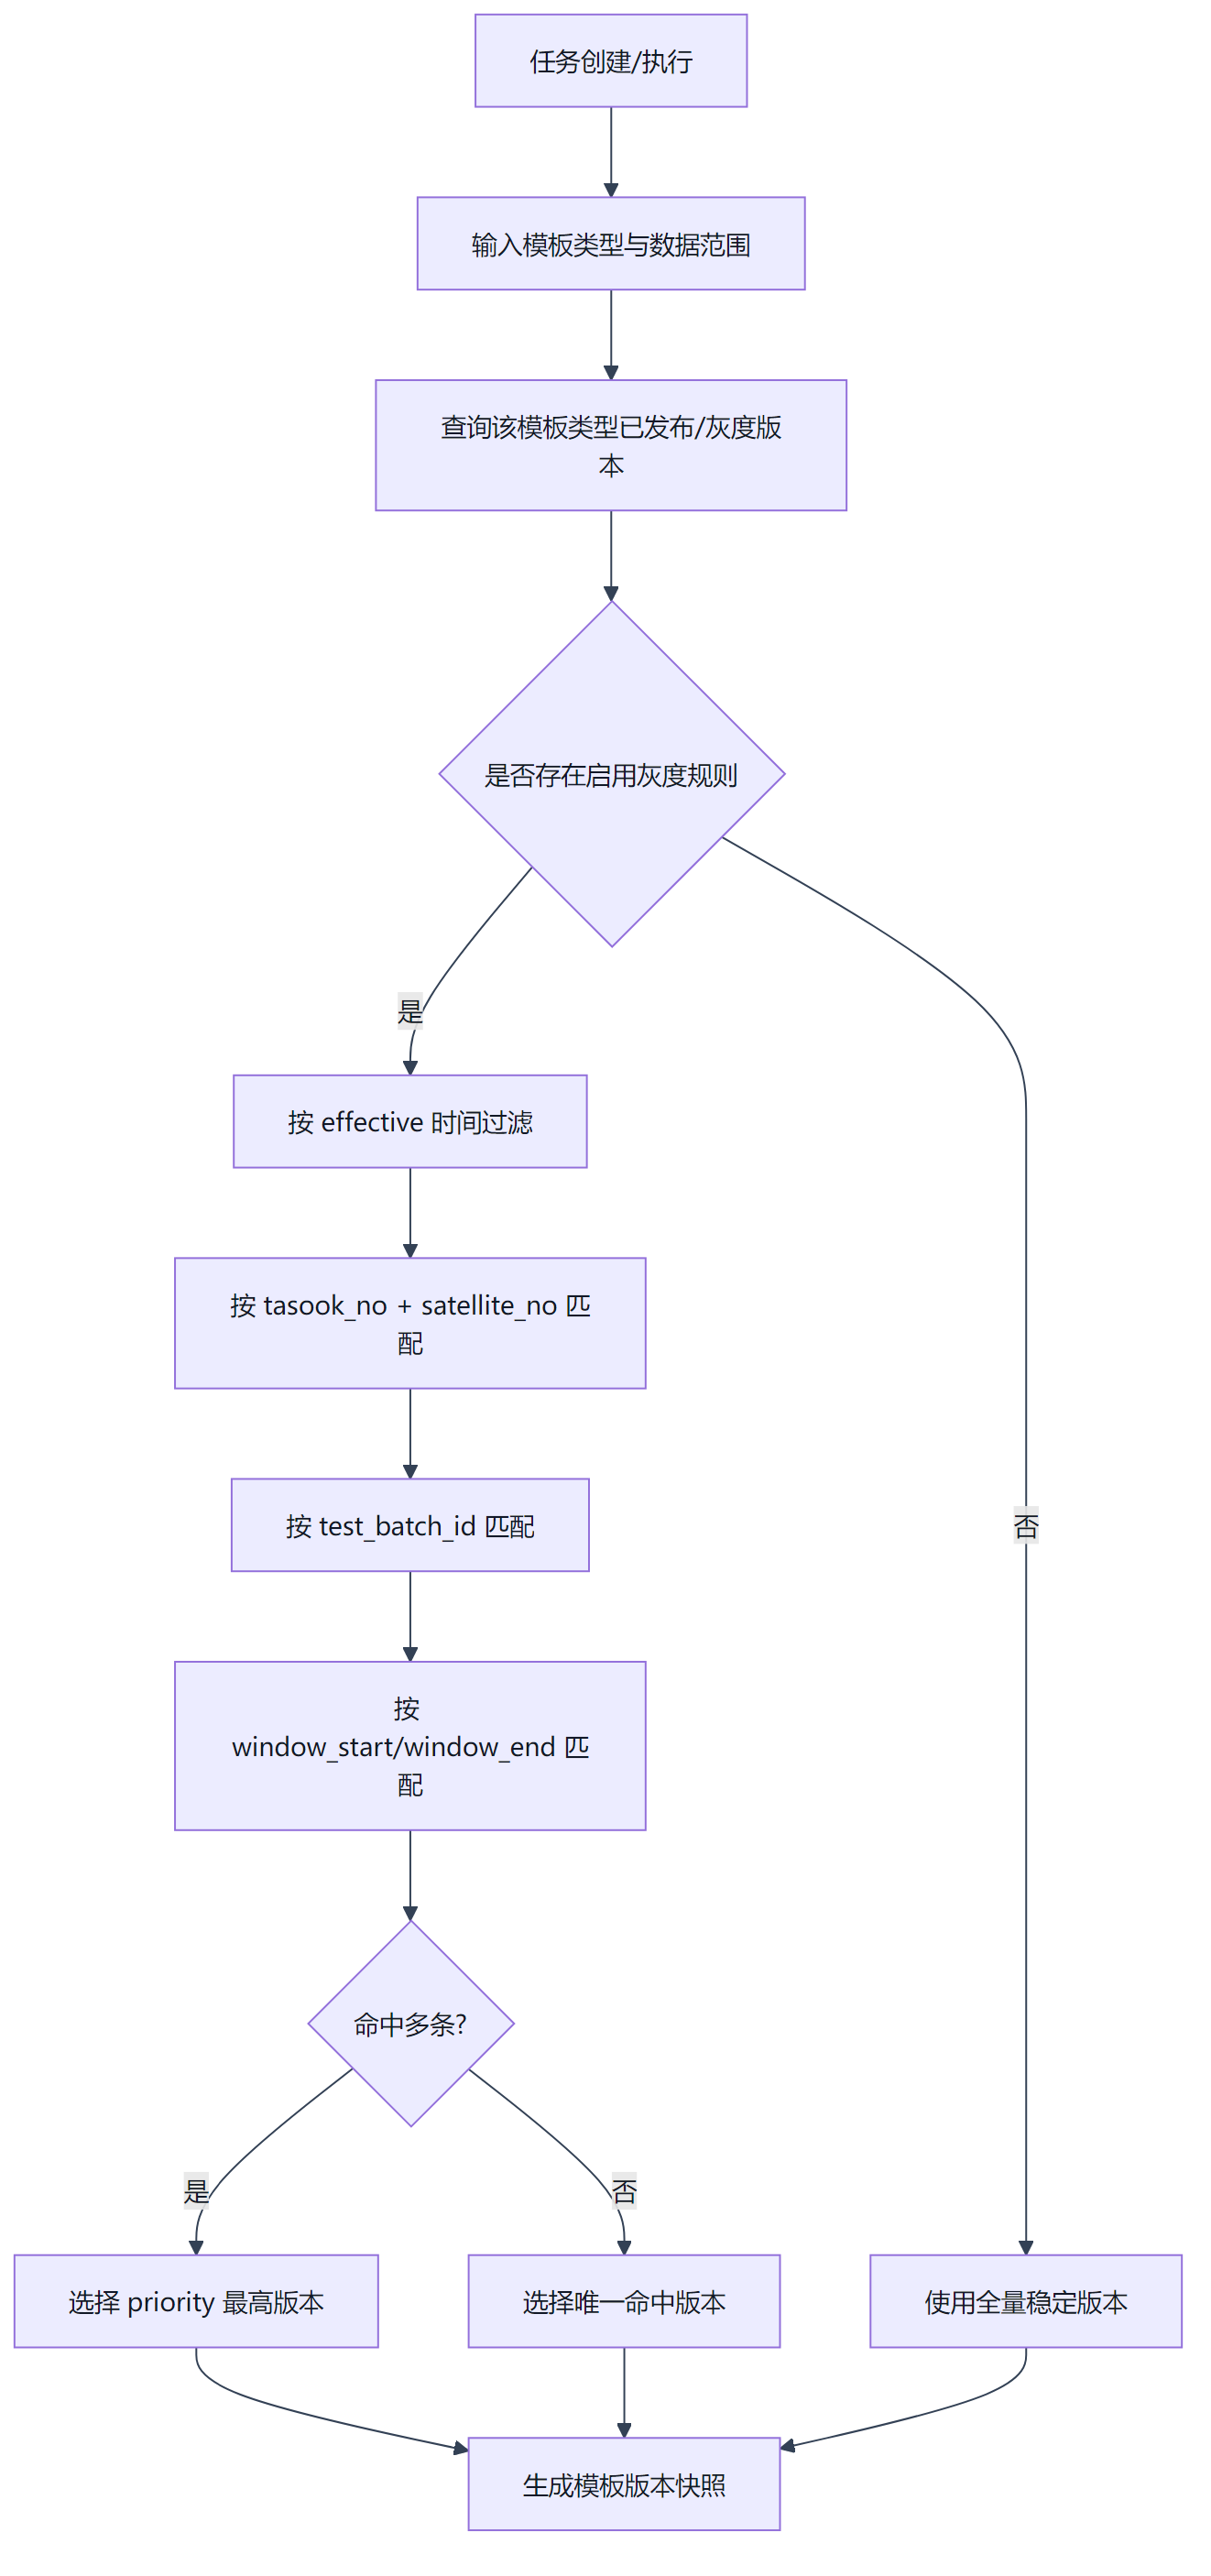 任务创建/执行
输入模板类型与数据范围
查询该模板类型已发布/灰度版
本
是否存在启用灰度规则
是
按 effective 时间过滤
按 tasook_no + satellite_no 匹
配
按 test_batch_id 匹配
否
按
window_start/window_end 匹
配
命中多条?
是
否
选择 priority 最高版本
选择唯一命中版本
使用全量稳定版本
生成模板版本快照